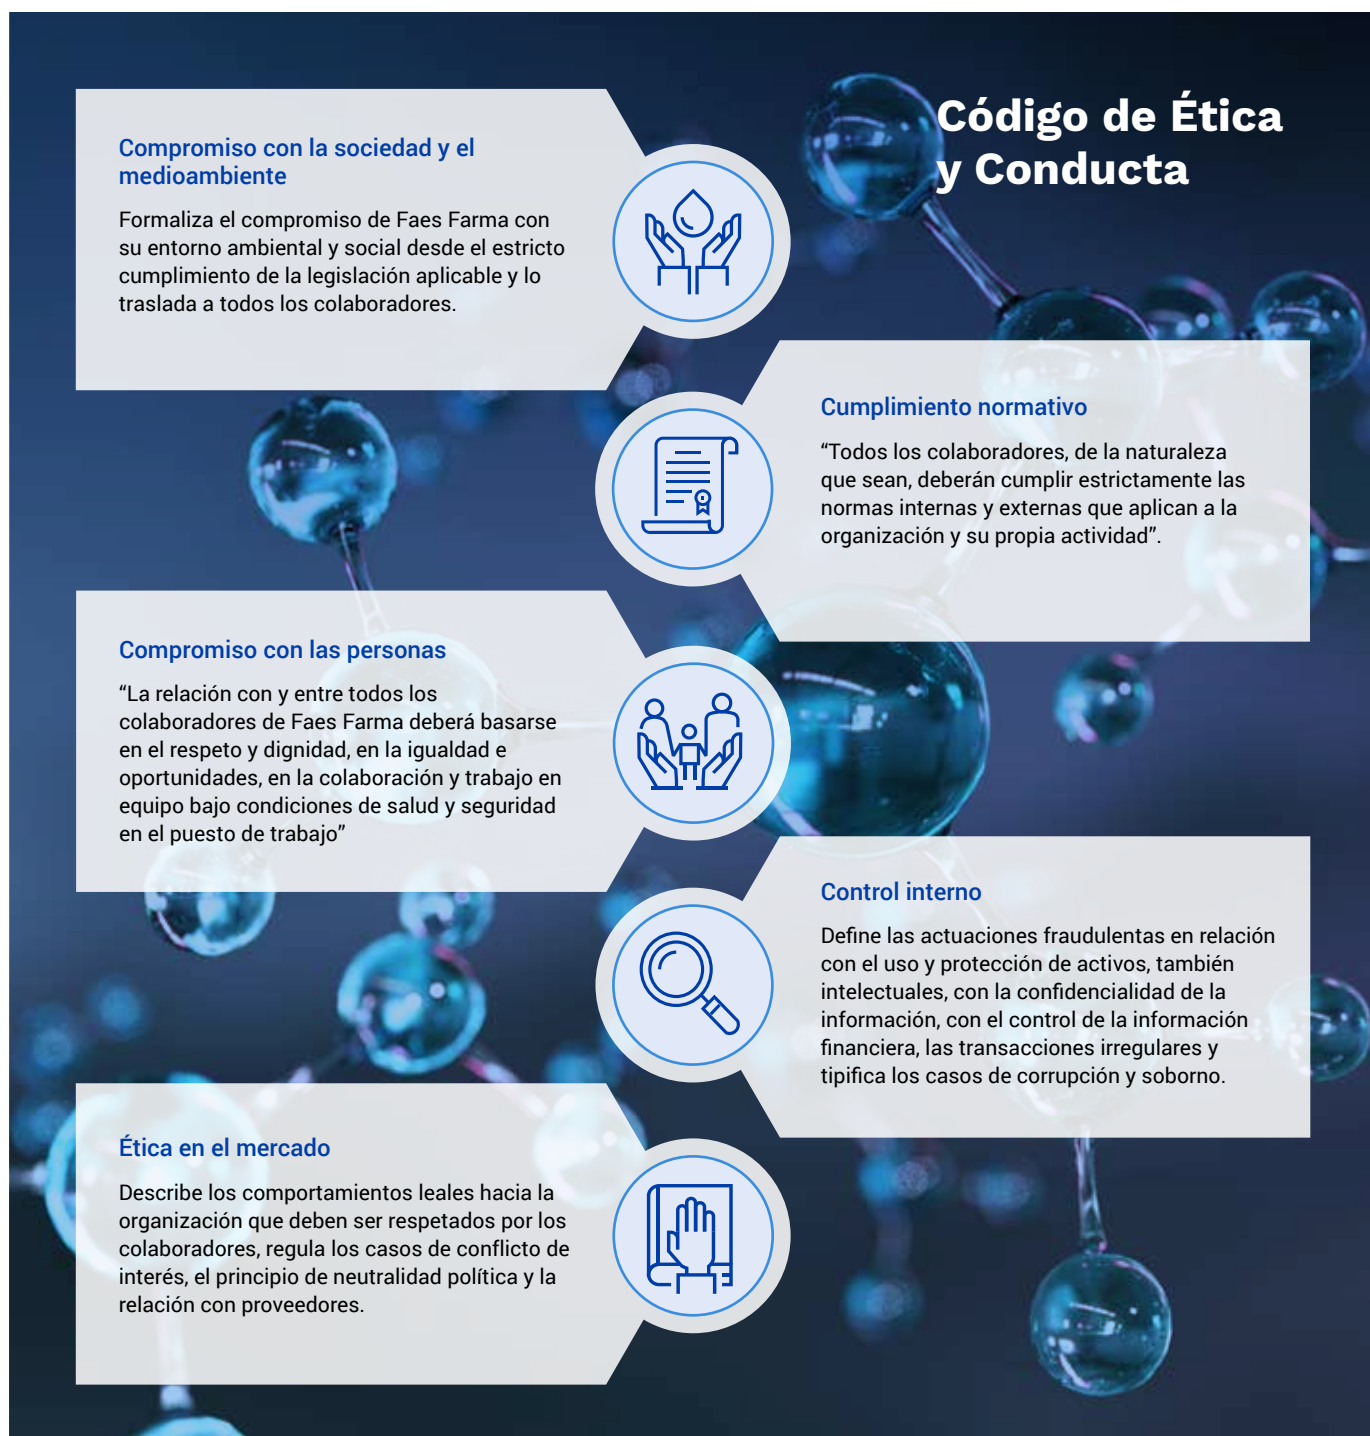 Código de Ética
y Conducta
Compromiso con la sociedad y el
medioambiente
Formaliza el compromiso de Faes Farma con
su entorno ambiental y social desde el estricto
cumplimiento de la legislación aplicable y lo
traslada a todos los colaboradores.
Cumplimiento normativo
“Todos los colaboradores, de la naturaleza
que sean, deberán cumplir estrictamente las
normas internas y externas que aplican a la
organización y su propia actividad”.
Compromiso con las personas
“La relación con y entre todos los
colaboradores de Faes Farma deberá basarse
en el respeto y dignidad, en la igualdad e
oportunidades, en la colaboración y trabajo en
equipo bajo condiciones de salud y seguridad
en el puesto de trabajo”
Control interno
Define las actuaciones fraudulentas en relación
con el uso y protección de activos, también
intelectuales, con la confidencialidad de la
información, con el control de la información
financiera, las transacciones irregulares y
tipifica los casos de corrupción y soborno.
Ética en el mercado
Describe los comportamientos leales hacia la
organización que deben ser respetados por los
colaboradores, regula los casos de conflicto de
interés, el principio de neutralidad política y la
relación con proveedores.